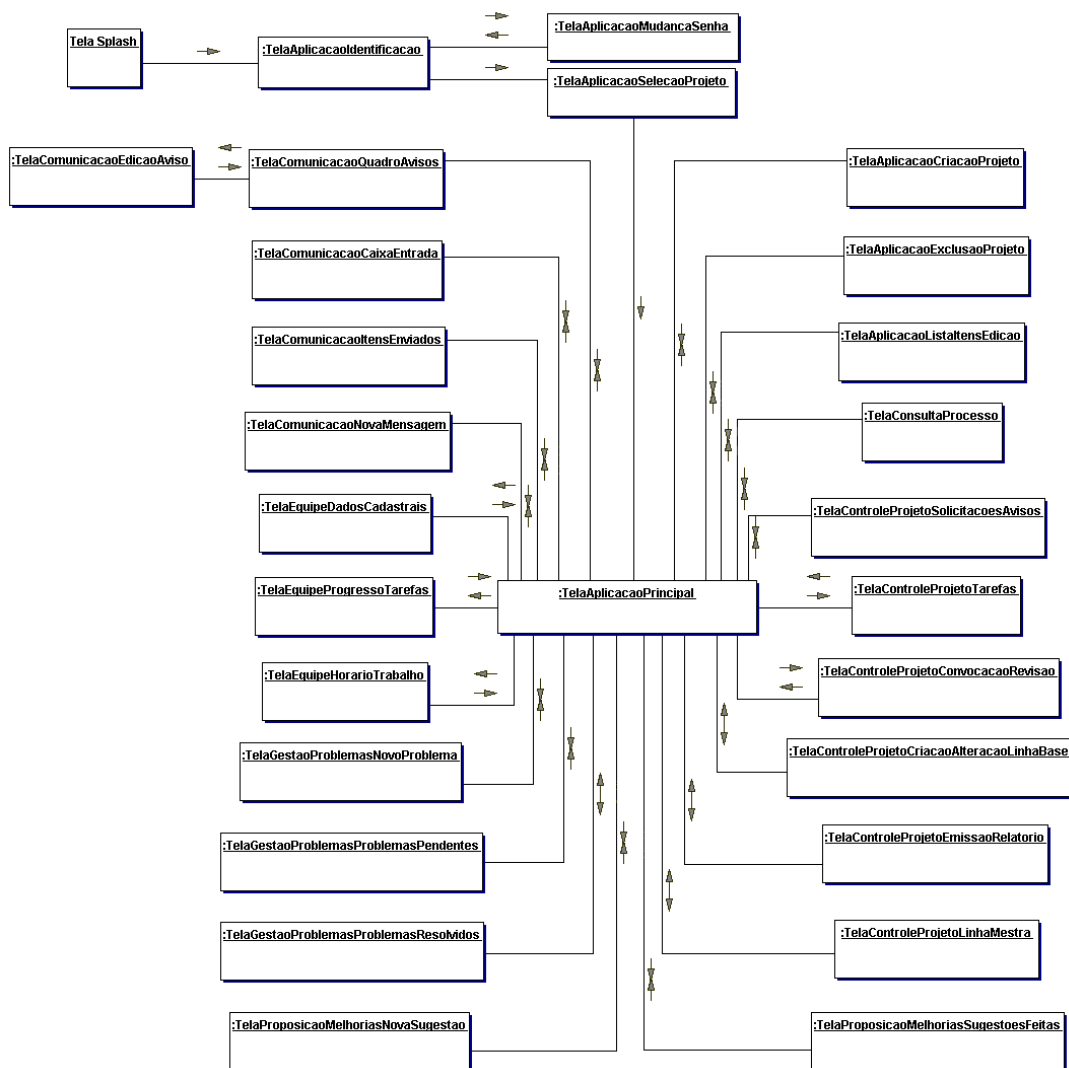 Tela Splash
:TelaAplicacaoIdentificacao
:TelaAplicacaoMudancaSenha
:TelaAplicacaoSelecaoProjeto
:TelaComunicacaoEdicaoAviso
:TelaComunicacaoQuadroAvisos
:TelaAplicacaoCriacaoProjeto
:TelaComunicacaoCaixaEntrada
:TelaAplicacaoExclusaoProjeto
:TelaComunicacaoItensEnviados
:TelaAplicacaoListaItensEdicao
:TelaComunicacaoNovaMensagem
:TelaConsultaProcesso
:TelaEquipeDadosCadastrais
:TelaControleProjetoSolicitacoesAvisos
:TelaEquipeProgressoTarefas
:TelaAplicacaoPrincipal
:TelaControleProjetoTarefas
:TelaEquipeHorarioTrabalho
:TelaControleProjetoConvocacaoRevisao
:TelaGestaoProblemasNovoProblema
:TelaControleProjetoCriacaoAlteracaoLinhaBase
:TelaGestaoProblemasProblemasPendentes
:TelaControleProjetoEmissaoRelatorio
:TelaGestaoProblemasProblemasResolvidos
:TelaControleProjetoLinhaMestra
:TelaProposicaoMelhoriasNovaSugestao
:TelaProposicaoMelhoriasSugestoesFeitas